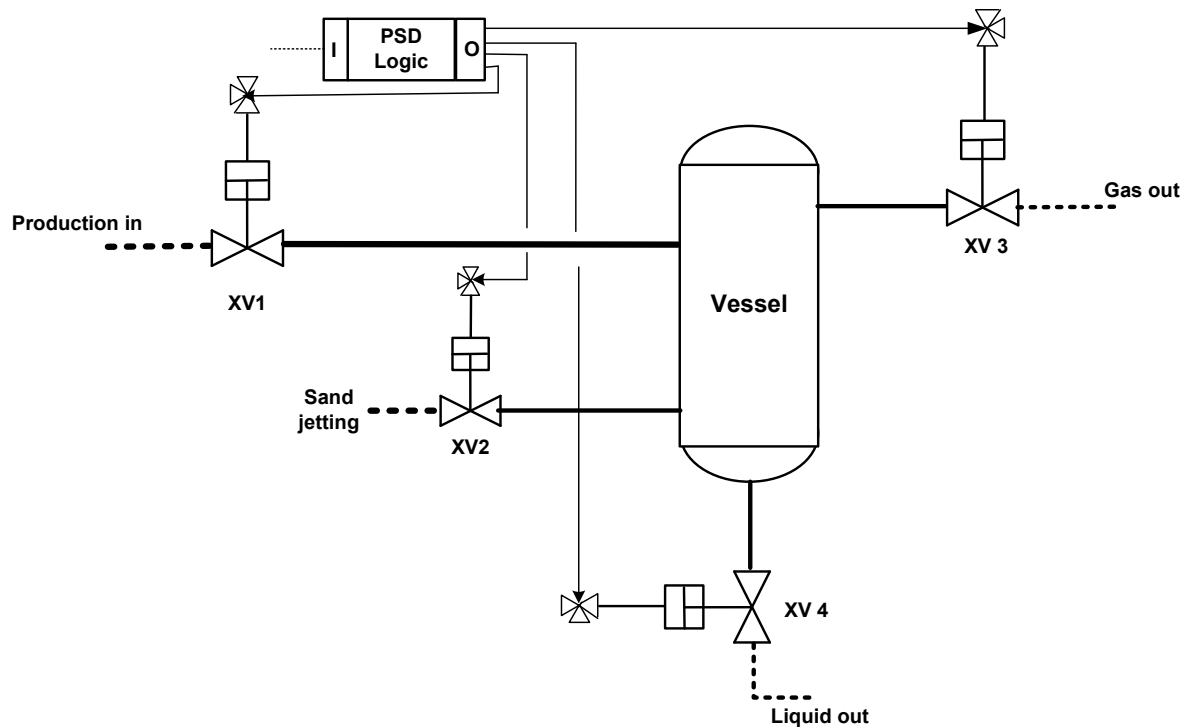 I
PSD
Logic
O
Production in
XV1
Gas out
XV 3
Vessel
Sand
jetting
XV2
XV 4
Liquid out